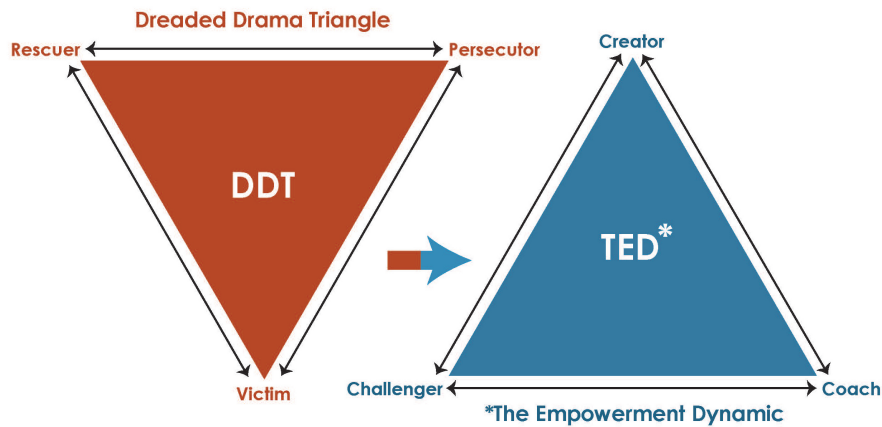 Dreaded Drama Triangle
Rescuer
Persecutor
DDT
Victim
Creator
TED*
Challenger
Coach
*The Empowerment Dynamic